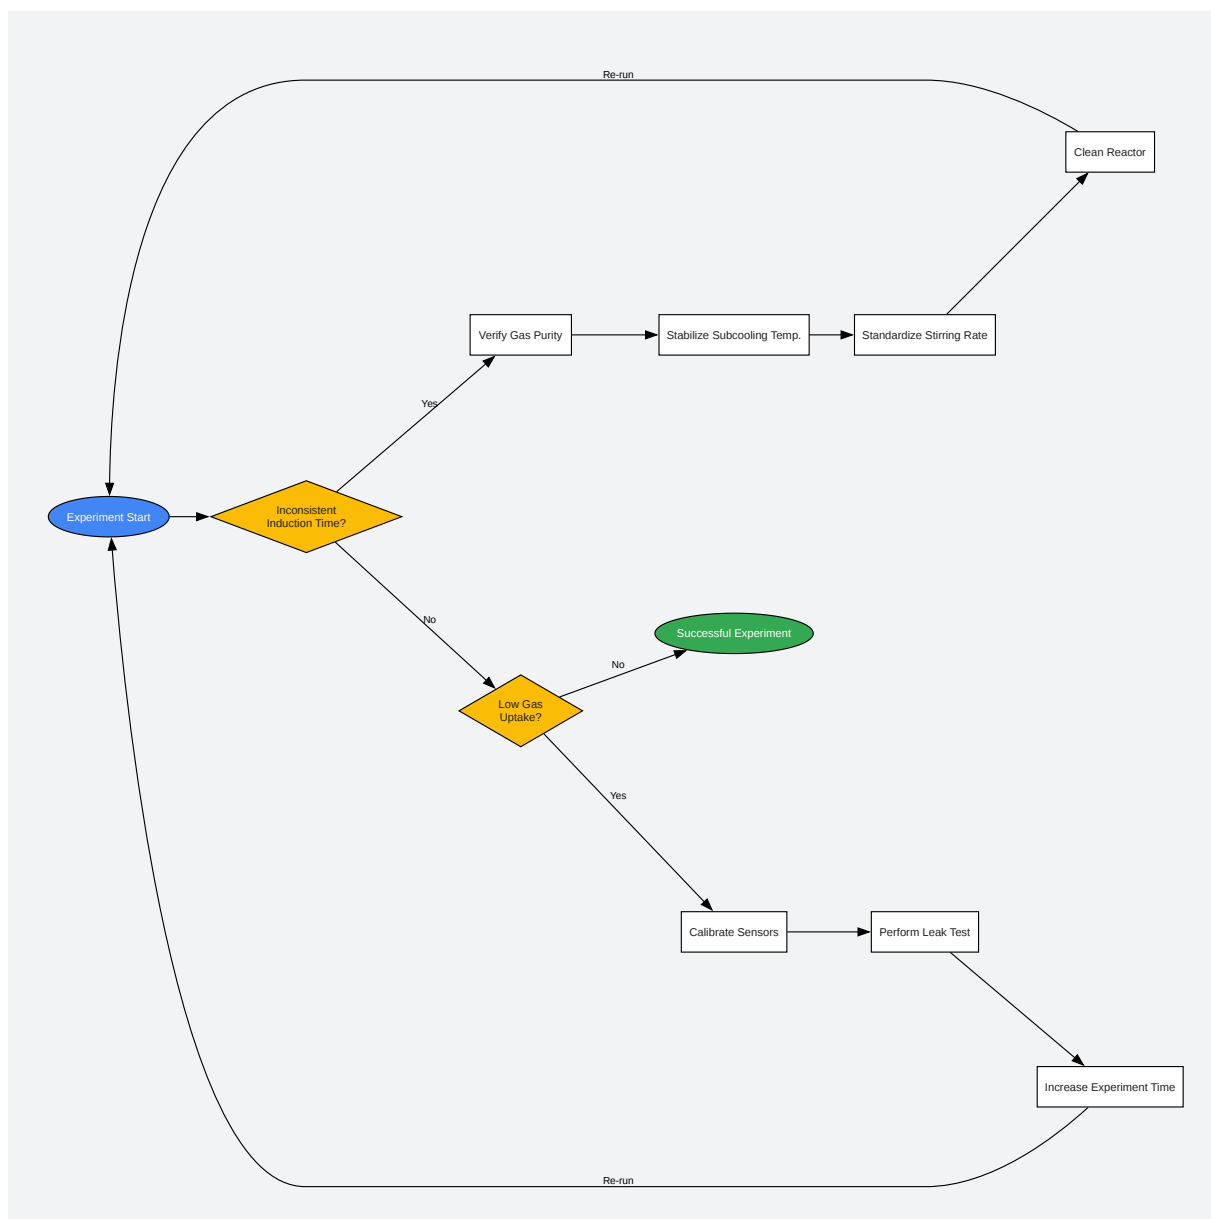 Re-run
Clean Reactor
Verify Gas Purity
Stabilize Subcooling Temp.
Standardize Stirring Rate
Yes
Experiment Start
Inconsistent
Induction Time?
No
Successful Experiment
No
Low Gas
Uptake?
Yes
Calibrate Sensors
Perform Leak Test
Increase Experiment Time
Re-run